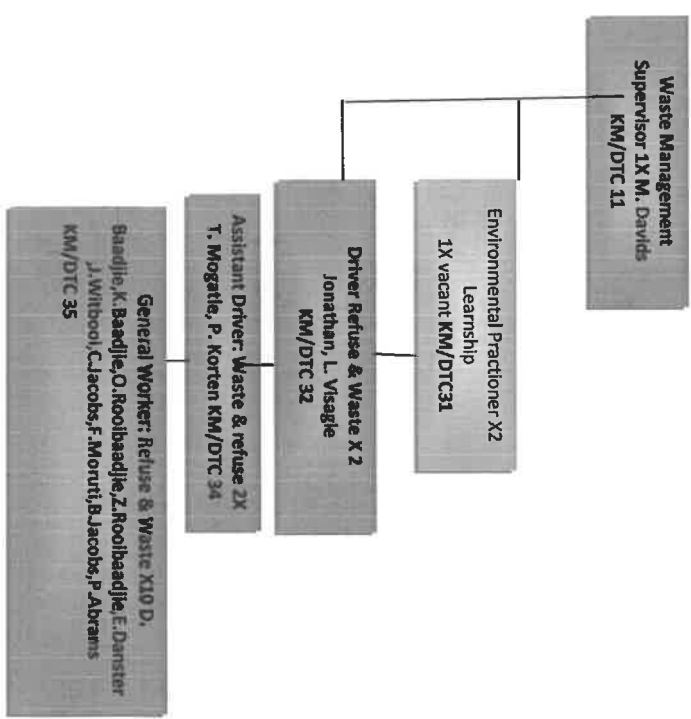 Waste Management
Supervisor 1X M. Davids
KM/DTC 11
Environmental Practioner X2
Learnship
1X vacant KM/DTC31
Driver Refuse & Waste X 2
Jonathan, L. Visagie
KM/DTC 32
Assistant Driver: Waste & refuse 2X
T. Mogatle, P. Korten KM/DTC 34
General Worker: Refuse & Waste X10 D.
Baadjie,K.Baadjie,O.Rooibaadjie,Z.Rooibaadjie,E.Danster
,J.Witbooi,C.Jacobs,F.Moruti,B.Jacobs,P.Abrams
KM/DTC 35